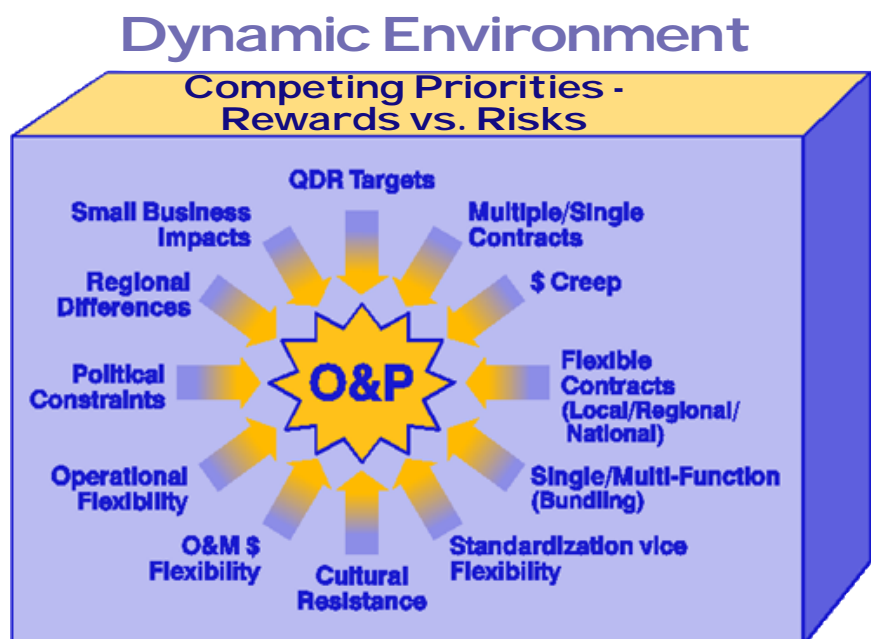 Dynamic Environment
Competing Priorities -
Rewards vs. Risks
QDR Targets
Small Business
Impacts
Multiple/Single
Contracts
Regional
Differences
$ Creep
Political
Constraints
O&P
Flexible
Contracts
(Local/Regional/
National)
Operational
Flexibility
Single/Multi-Function
(Bundling)
O&M $
Flexibility
Cultural
Resistance
Standardization vice
Flexibility